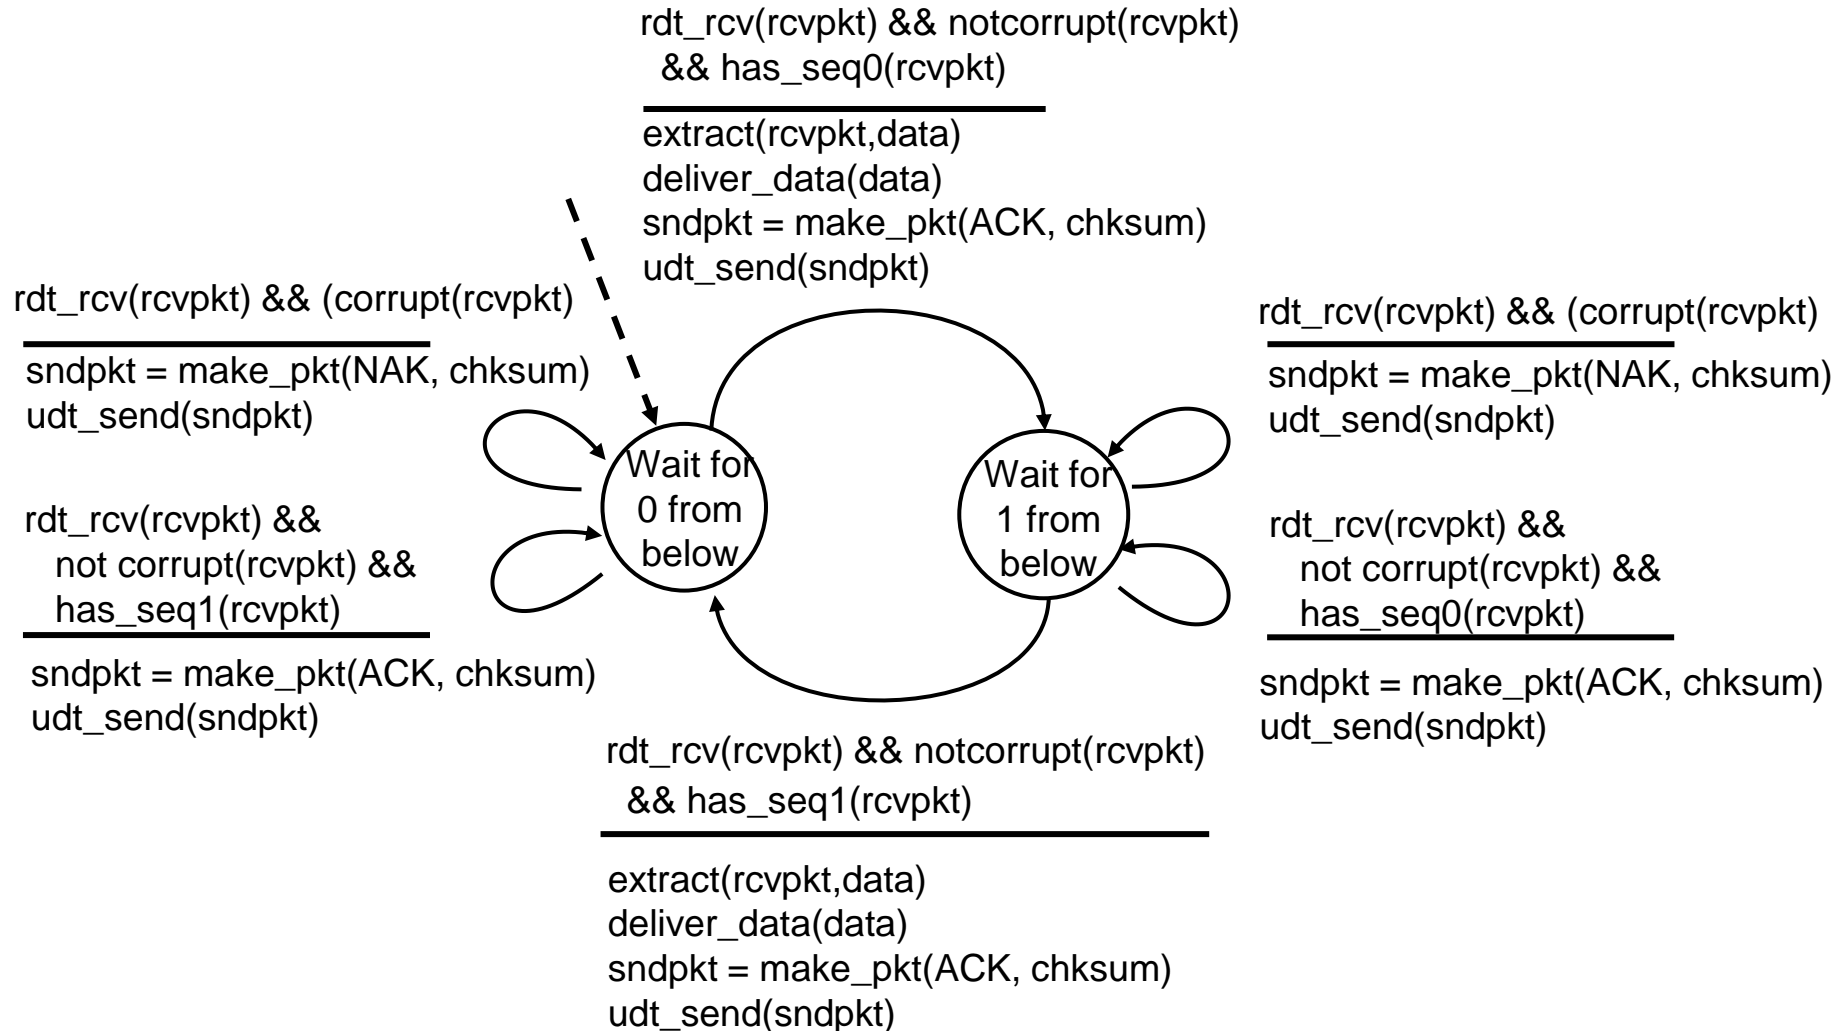 rdt_rcv(rcvpkt) && notcorrupt(rcvpkt)
&& has_seq0(rcvpkt)
extract(rcvpkt,data)
deliver_data(data)
sndpkt = make_pkt(ACK, chksum)
udt_send(sndpkt)
rdt_rcv(rcvpkt) && (corrupt(rcvpkt)
sndpkt = make_pkt(NAK, chksum)
udt_send(sndpkt)
rdt_rcv(rcvpkt) &&
not corrupt(rcvpkt) &&
has_seq1(rcvpkt)
sndpkt = make_pkt(ACK, chksum)
udt_send(sndpkt)
Wait for
0 from
below
Wait for
1 from
below
rdt_rcv(rcvpkt) && (corrupt(rcvpkt)
sndpkt = make_pkt(NAK, chksum)
udt_send(sndpkt)
rdt_rcv(rcvpkt) &&
not corrupt(rcvpkt) &&
has_seq0(rcvpkt)
sndpkt = make_pkt(ACK, chksum)
udt_send(sndpkt)
rdt_rcv(rcvpkt) && notcorrupt(rcvpkt)
&& has_seq1(rcvpkt)
extract(rcvpkt,data)
deliver_data(data)
sndpkt = make_pkt(ACK, chksum)
udt_send(sndpkt)